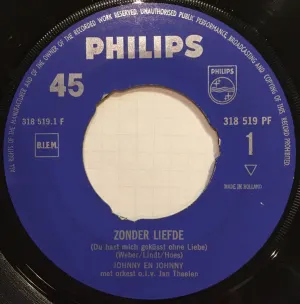 ALL RIGHTS OF THE MANUFACTURER AND OF THE OWNER OF THE RECORDED WORK RESERVED. UNAUTHORISED PUBLIC PERFORMANCE, BROADCASTING AND COPYING OF THIS RECORD PROHIBITED
PHILIPS
45
PHILIPS
318 519.1 F
318 519 PF
B.I.E.M.
1
MADE IN HOLLAND
ZONDER LIEFDE
(Du hast mich geküsst ohne Liebe)
(Weber/Lindt/Hoes)
JOHNNY EN JOHNNY
met orkest o.l.v. Jan Theelen